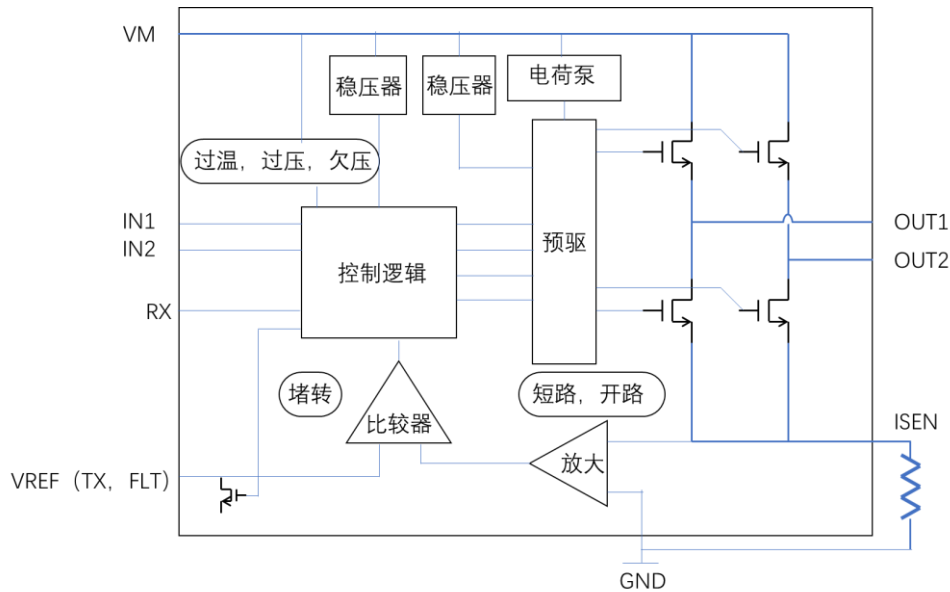 VM
稳压器
稳压器
电荷泵
过温，过压，欠压
IN1
IN2
控制逻辑
预驱
OUT1
OUT2
RX
堵转
比较器
短路，开路
放大
ISEN
VREF（TX, FLT）
GND